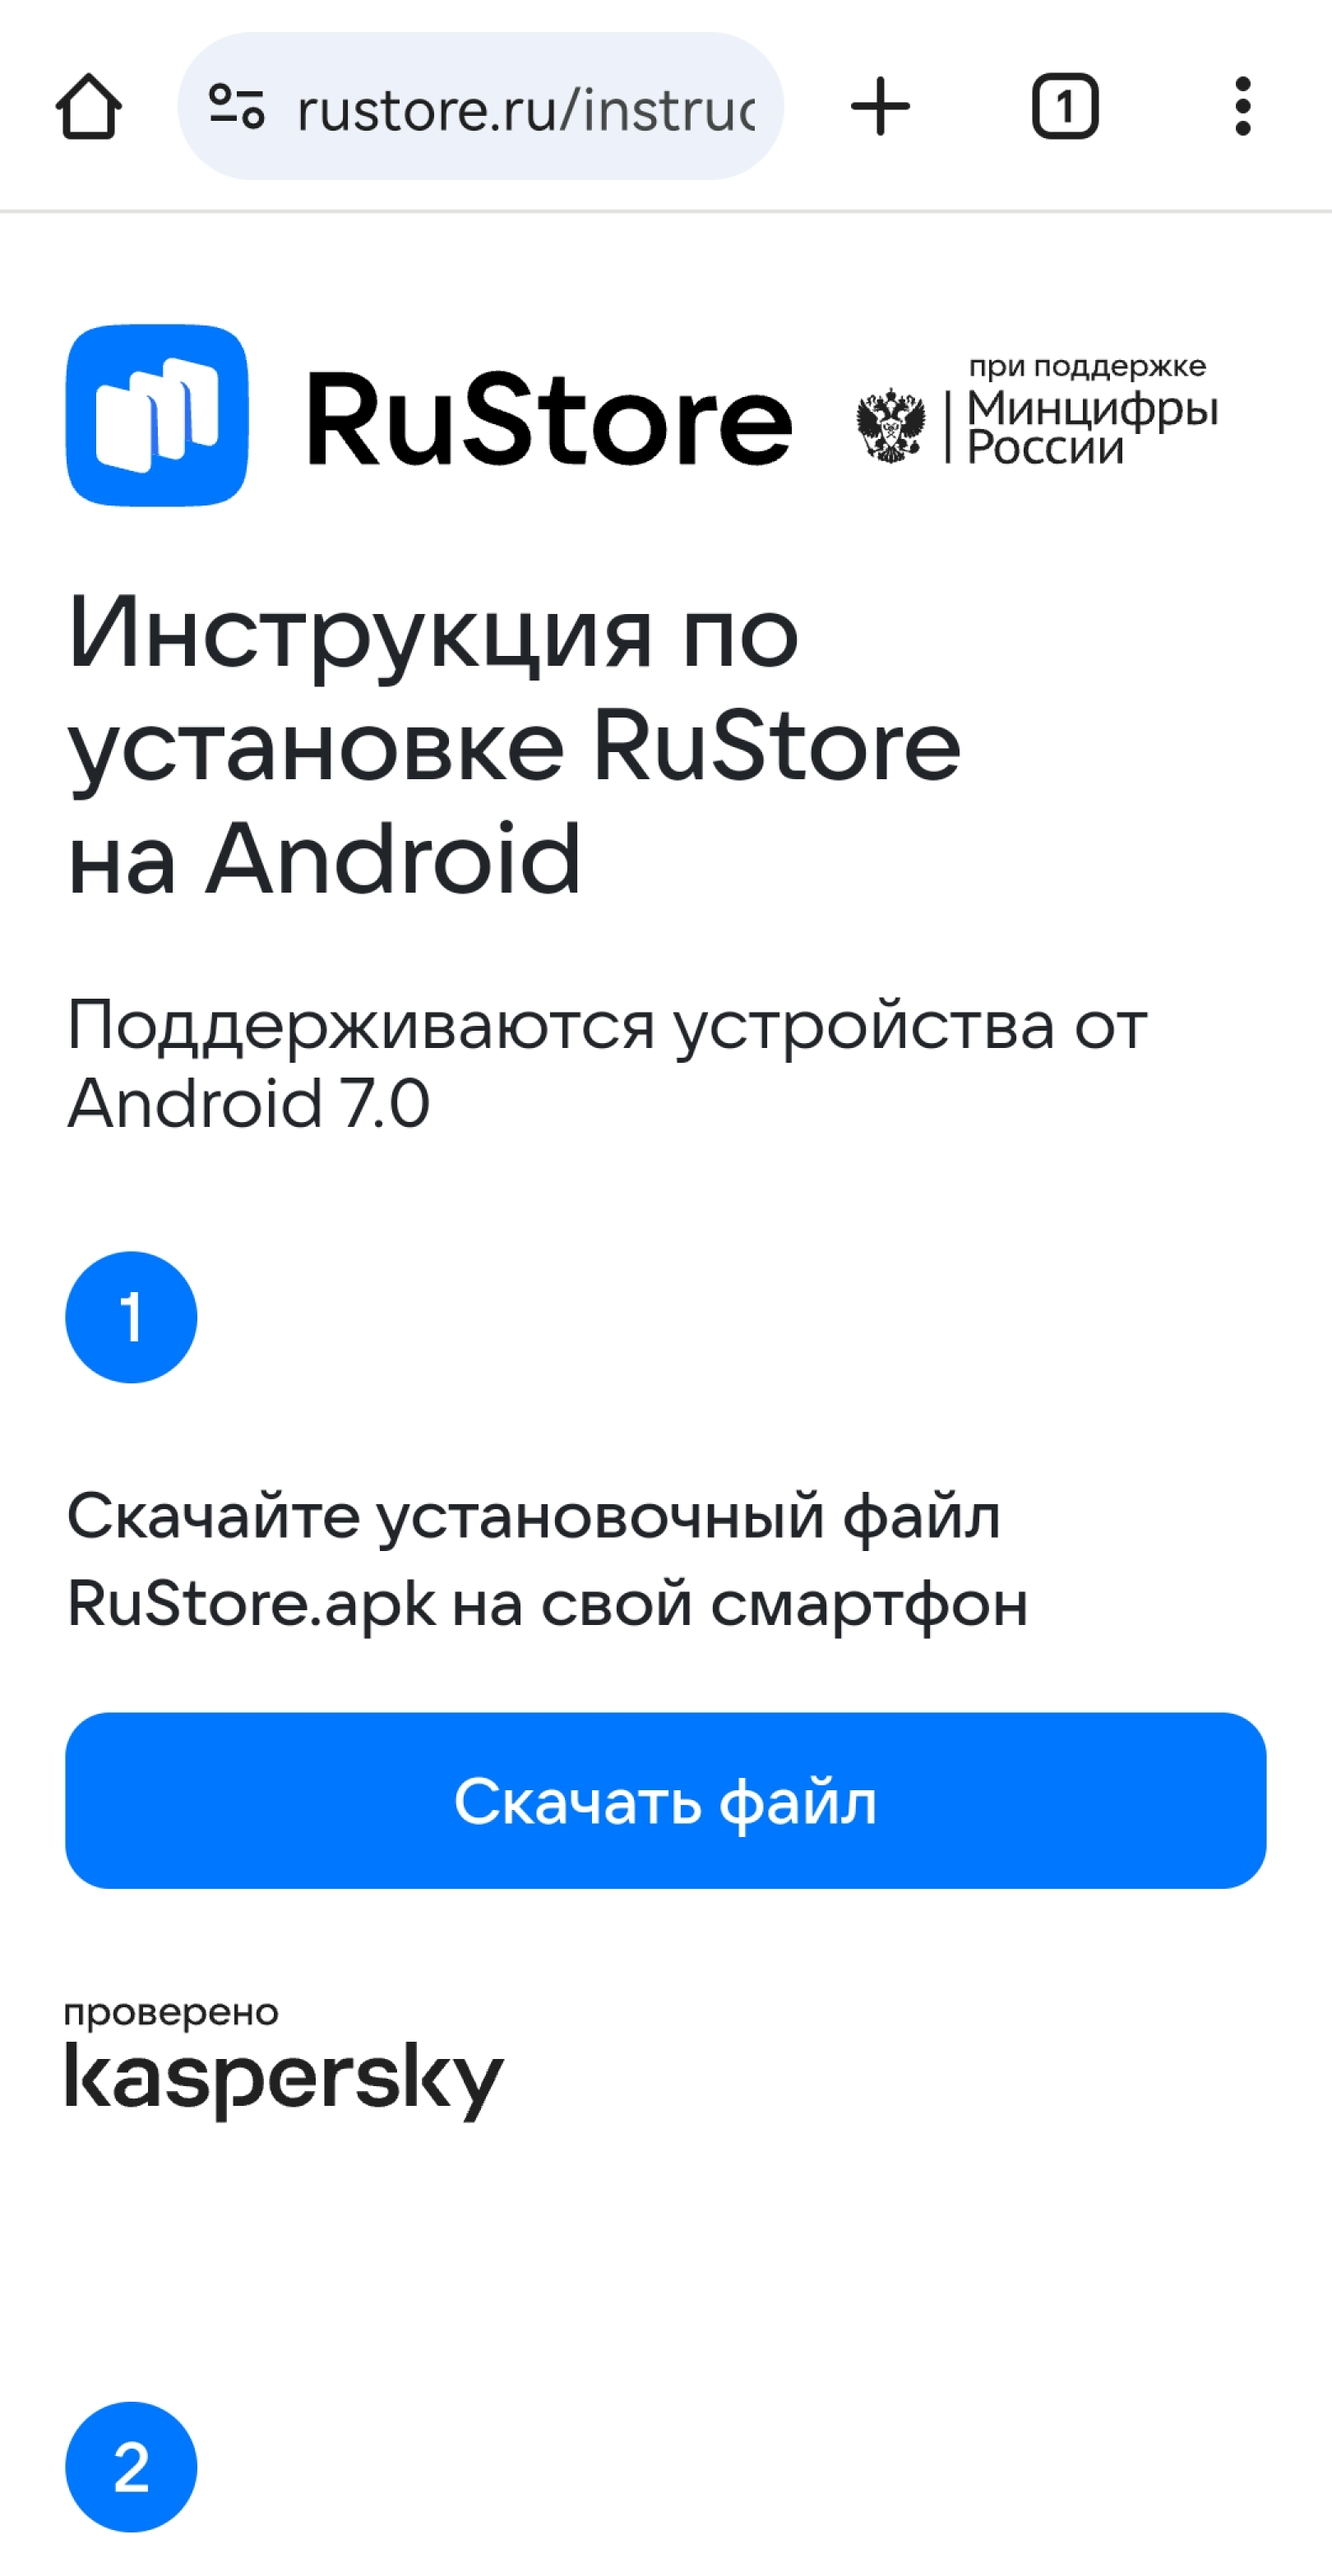 rustore.ru/instruc
1
RuStore
при поддержке
Минцифры
России
Инструкция по
установке RuStore
на Android
Поддерживаются устройства от
Android 7.0
1
Скачайте установочный файл
RuStore.apk на свой смартфон
Скачать файл
проверено
kaspersky
2